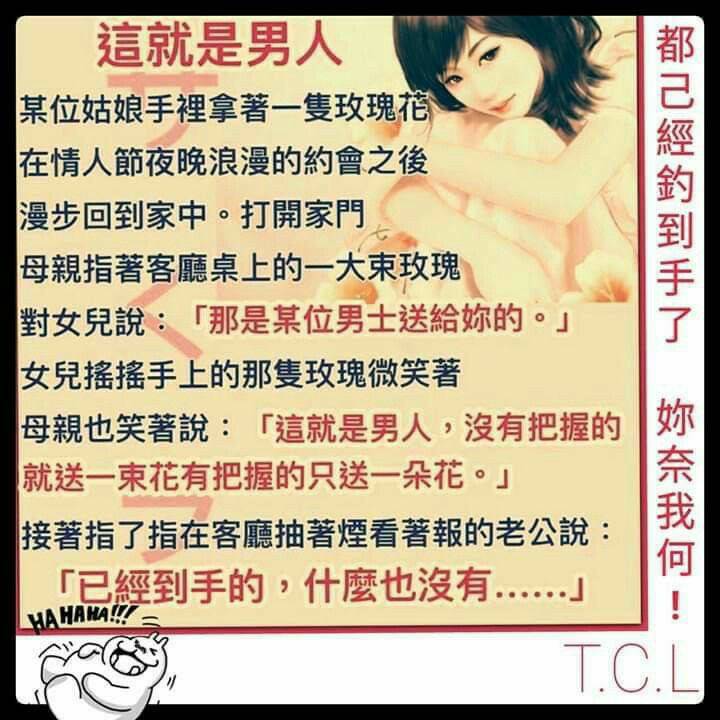 這就是男人
某位姑娘手裡拿著一隻玫瑰花
在情人節夜晚浪漫的約會之後
漫步回到家中。打開家門
母親指著客廳桌上的一大束玫瑰
對女兒說：「那是某位男士送給妳的。」
女兒搖搖手上的那隻玫瑰微笑著
母親也笑著說：「這就是男人，沒有把握的
就送一束花有把握的只送一朵花。」
接著指了指在客廳抽著煙看著報的老公說：
「已經到手的，什麼也沒有……」
HAHAHA!!!
都己經釣到手了 妳奈我何！
T.C.L